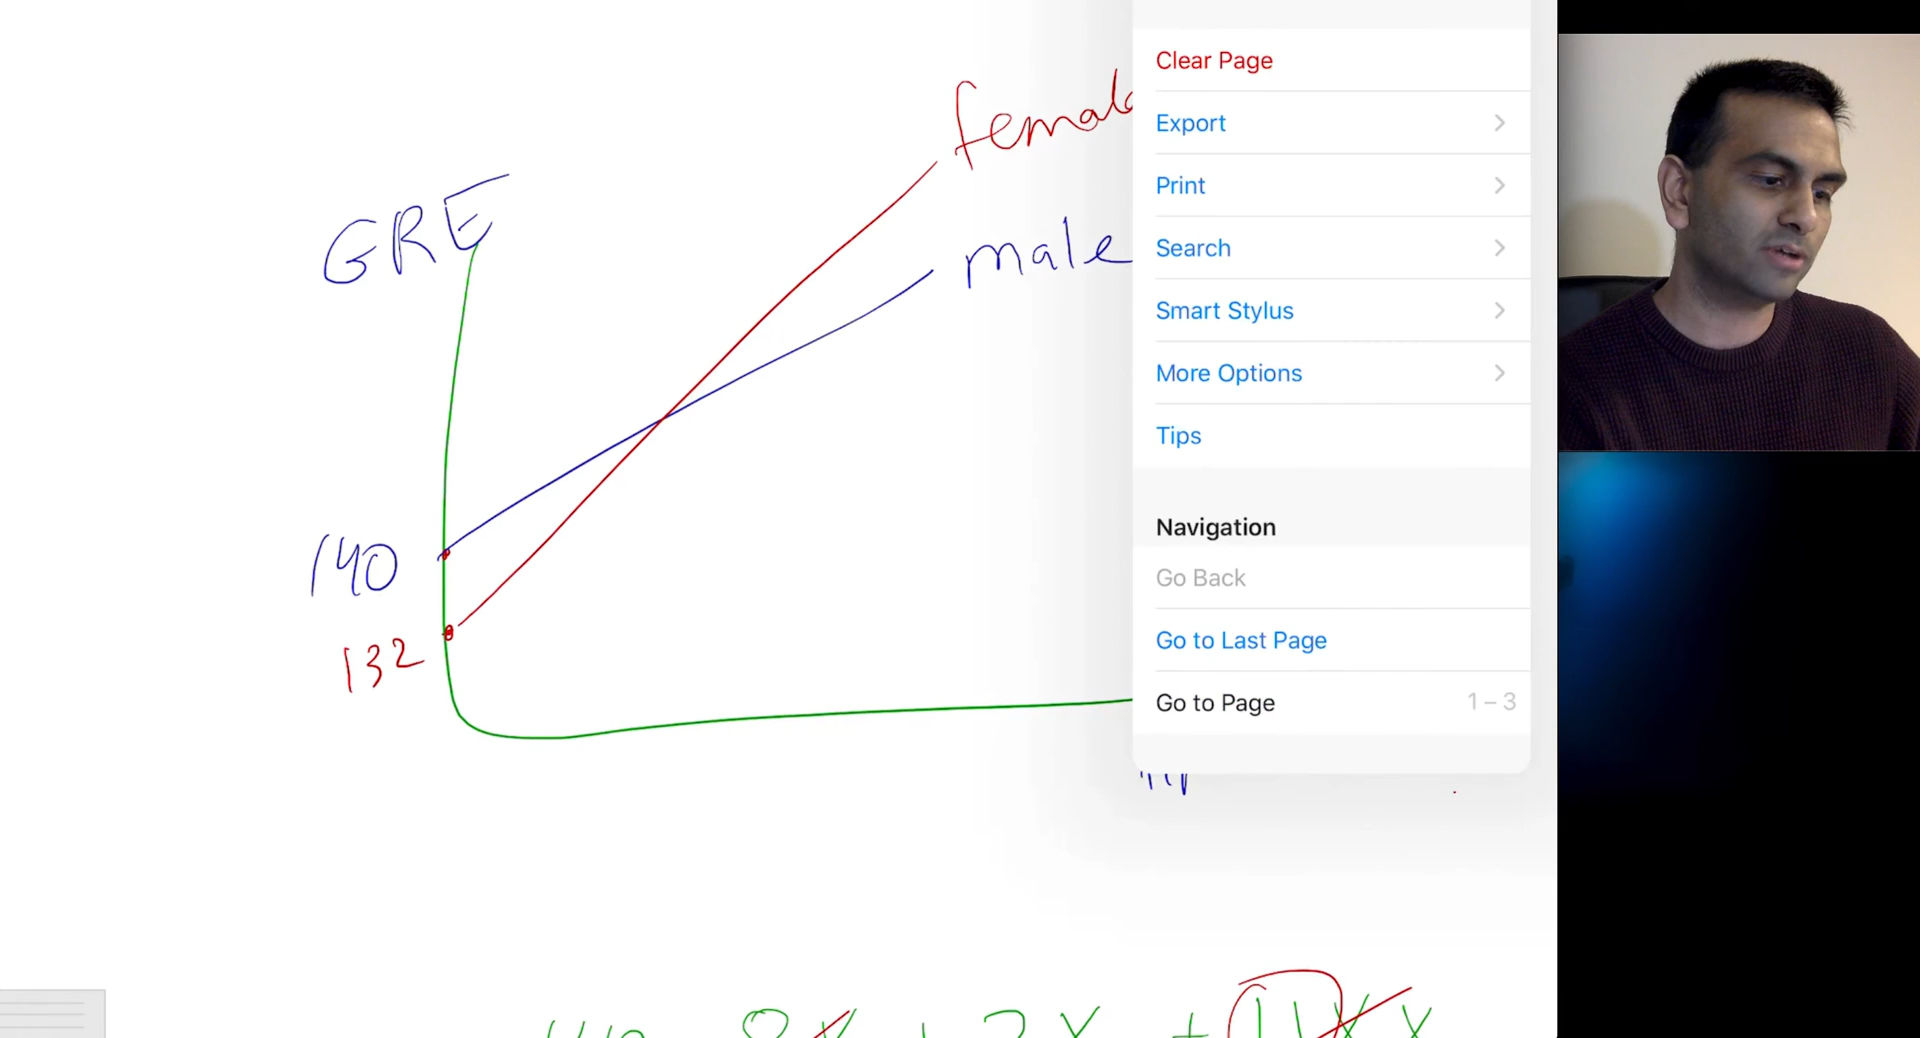 GRE
female
male
140
132
Clear Page
Export
Print
Search
Smart Stylus
More Options
Tips
Navigation
Go Back
Go to Last Page
Go to Page 1 – 3